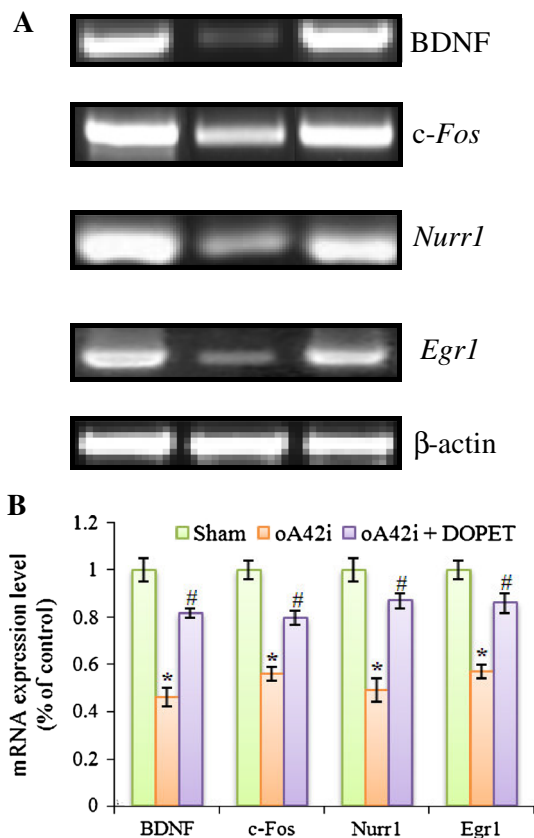 A
BDNF
c-Fos
Nurr1
Egr1
β-actin
B
mRNA expression level
(% of control)
1.2
1
0.8
0.6
0.4
0.2
0
Sham oA42i oA42i + DOPET
* #
* #
* #
* #
BDNF c-Fos Nurr1 Egr1